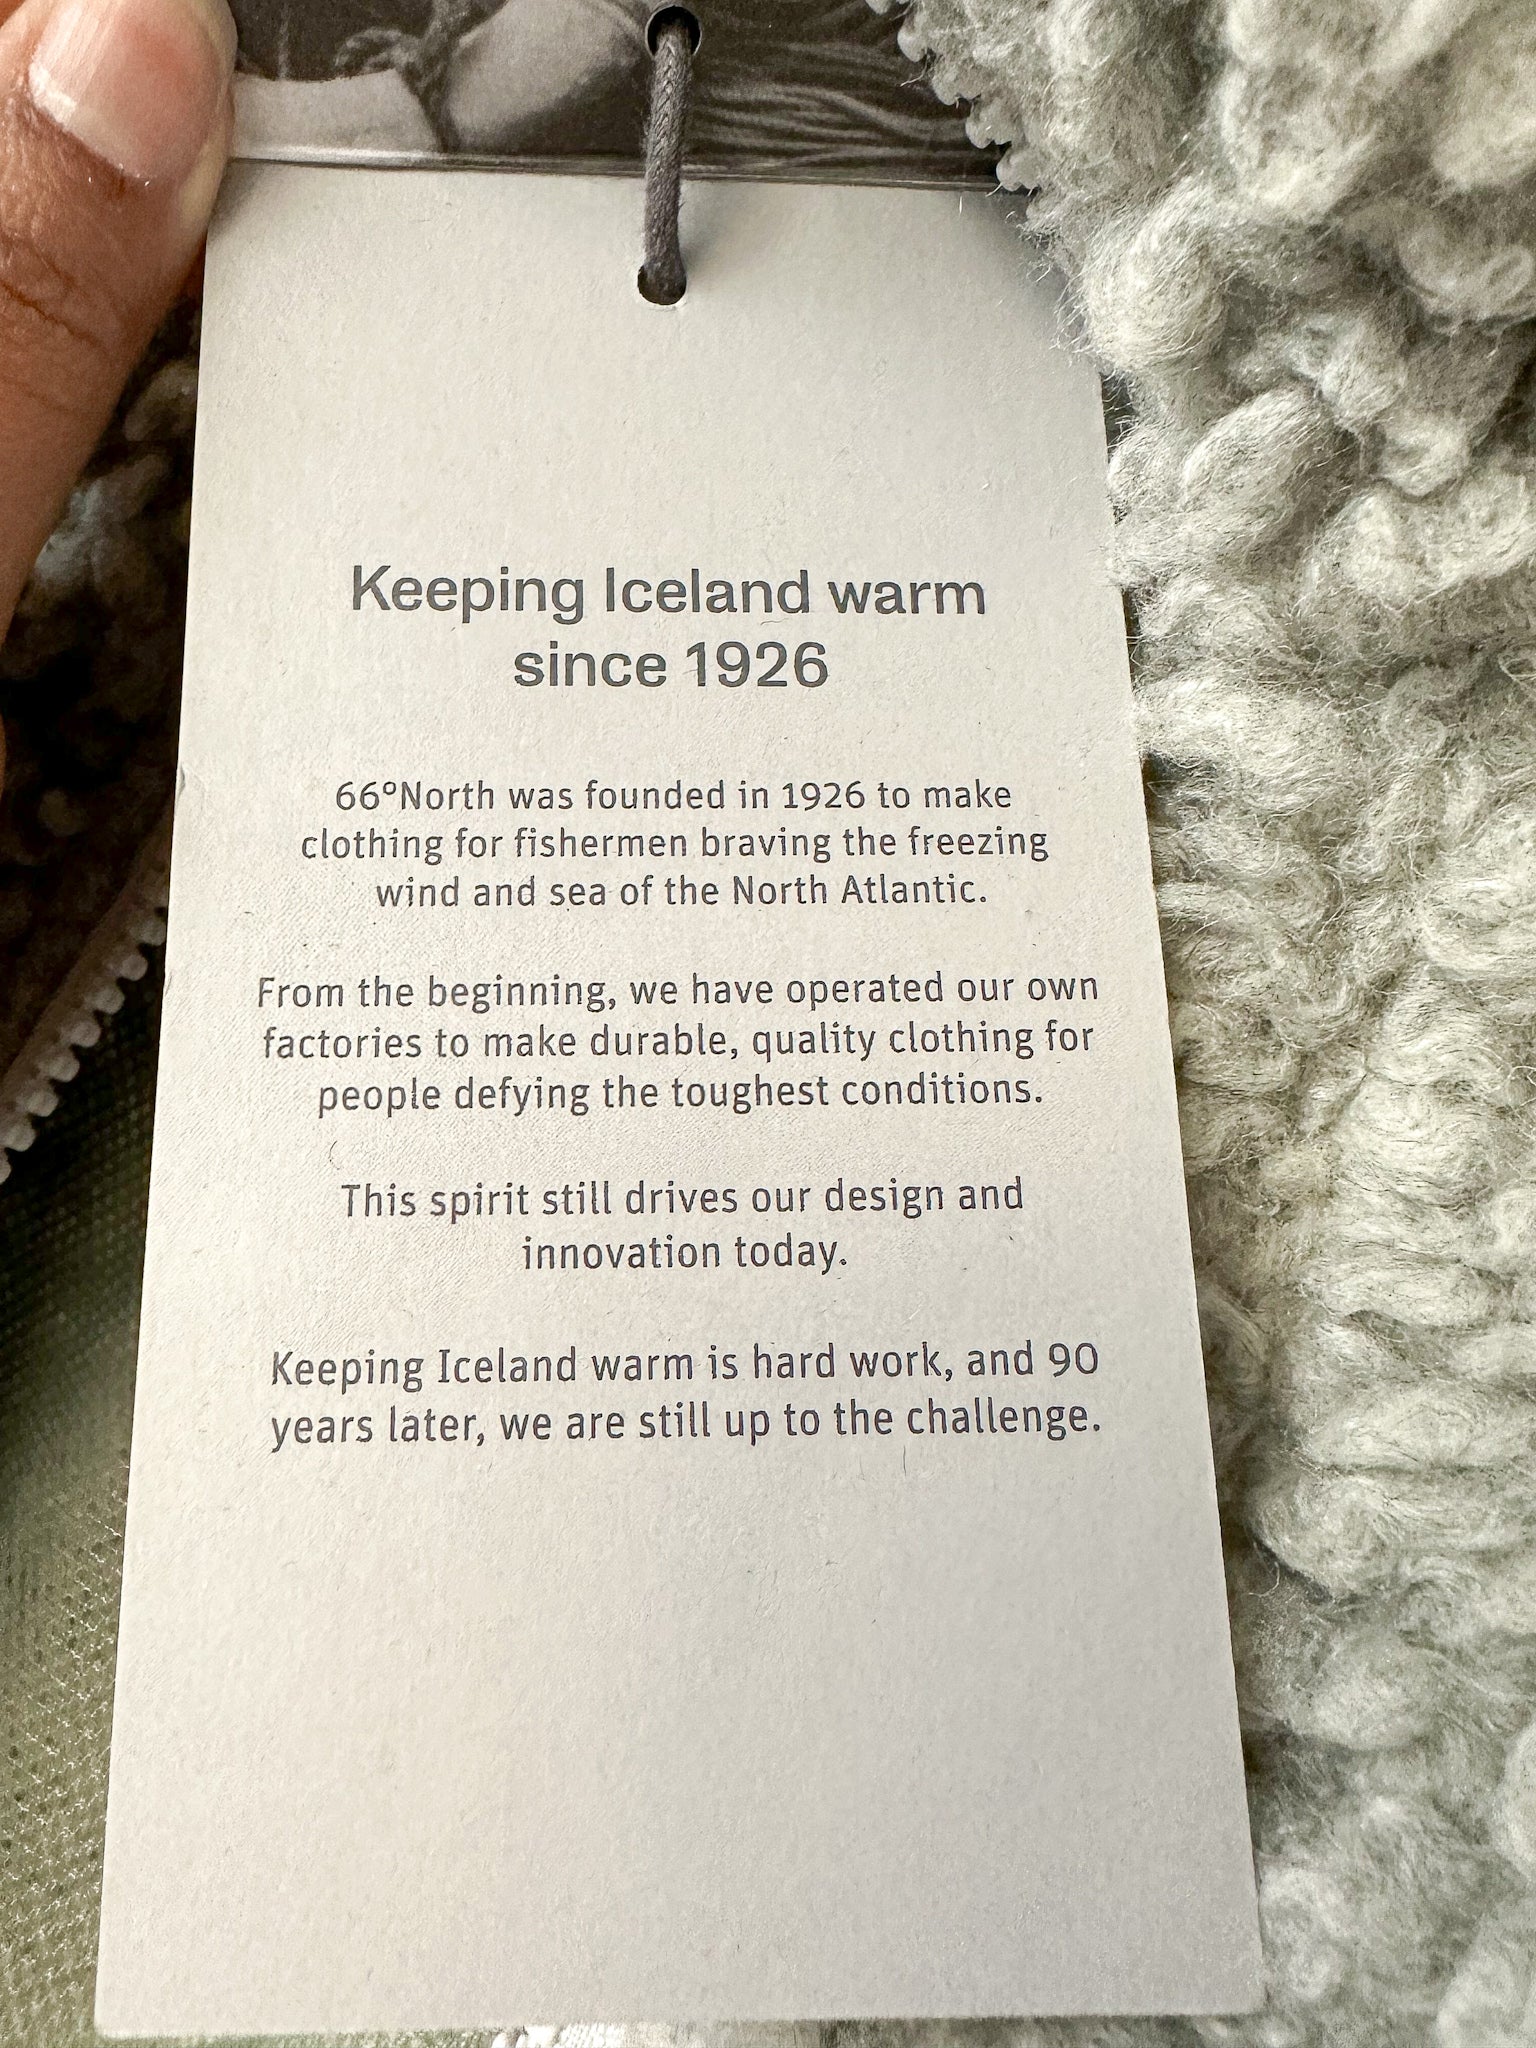 Keeping Iceland warm
since 1926
66°North was founded in 1926 to make
clothing for fishermen braving the freezing
wind and sea of the North Atlantic.
From the beginning, we have operated our own
factories to make durable, quality clothing for
people defying the toughest conditions.
This spirit still drives our design and
innovation today.
Keeping Iceland warm is hard work, and 90
years later, we are still up to the challenge.